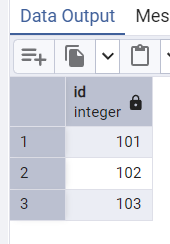 Data Output Mes
id
integer
1 101
2 102
3 103